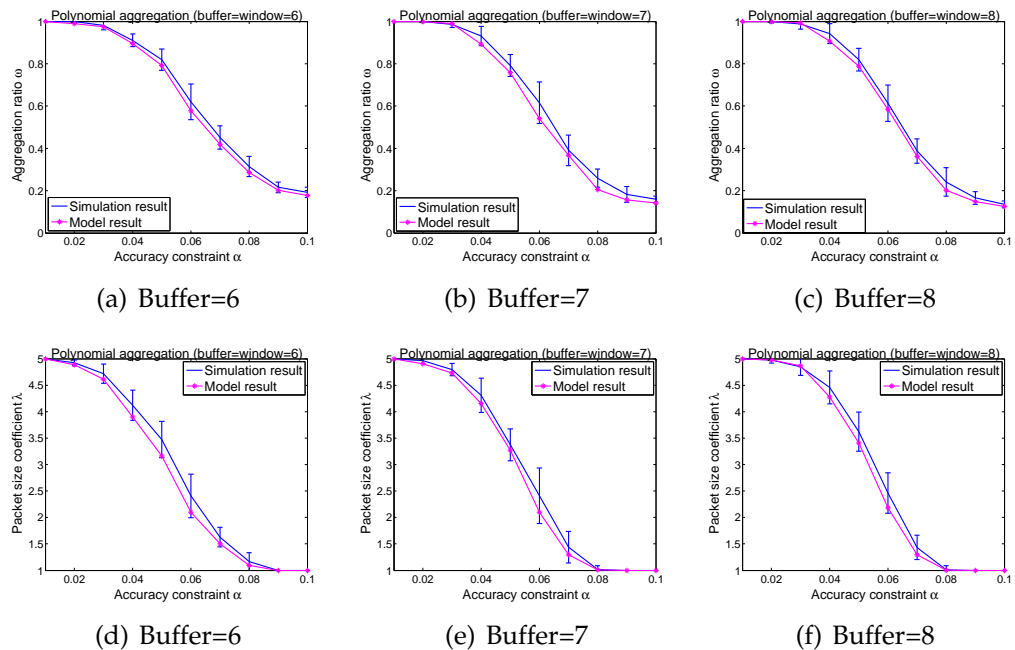 Polynomial aggregation (buffer=window=6)
1
0.8
0.6
0.4
0.2
0
Aggregation ratio ω
Simulation result
Model result
0.02 0.04 0.06 0.08 0.1
Accuracy constraint α
(a) Buffer=6
Polynomial aggregation (buffer=window=7)
1
0.8
0.6
0.4
0.2
0
Aggregation ratio ω
Simulation result
Model result
0.02 0.04 0.06 0.08 0.1
Accuracy constraint α
(b) Buffer=7
Polynomial aggregation (buffer=window=8)
1
0.8
0.6
0.4
0.2
0
Aggregation ratio ω
Simulation result
Model result
0.02 0.04 0.06 0.08 0.1
Accuracy constraint α
(c) Buffer=8
Polynomial aggregation (buffer=window=6)
5
4.5
4
3.5
3
2.5
2
1.5
1
Packet size coefficient λ
Simulation result
Model result
0.02 0.04 0.06 0.08 0.1
Accuracy constraint α
(d) Buffer=6
Polynomial aggregation (buffer=window=7)
5
4.5
4
3.5
3
2.5
2
1.5
1
Packet size coefficient λ
Simulation result
Model result
0.02 0.04 0.06 0.08 0.1
Accuracy constraint α
(e) Buffer=7
Polynomial aggregation (buffer=window=8)
5
4.5
4
3.5
3
2.5
2
1.5
1
Packet size coefficient λ
Simulation result
Model result
0.02 0.04 0.06 0.08 0.1
Accuracy constraint α
(f) Buffer=8